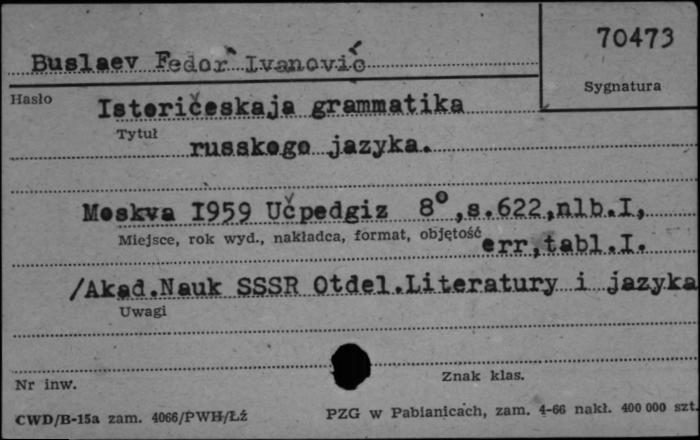 70473
Buslaev Fedor Ivanovič
Sygnatura
Hasło
Istoričeskaja grammatika
Tytuł
russkogo jazyka.
Moskva 1959 Učpedgiz 8°,s.622,nlb.I,
Miejsce, rok wyd., nakładca, format, objętość
err,tabl.I.
/Akad.Nauk SSSR Otdel.Literatury i jazyka
Uwagi
Nr inw.
Znak klas.
CWD/B-15a zam. 4066/PWH/Łź
PZG w Pabianicach, zam. 4-66 nakł. 400 000 szt.